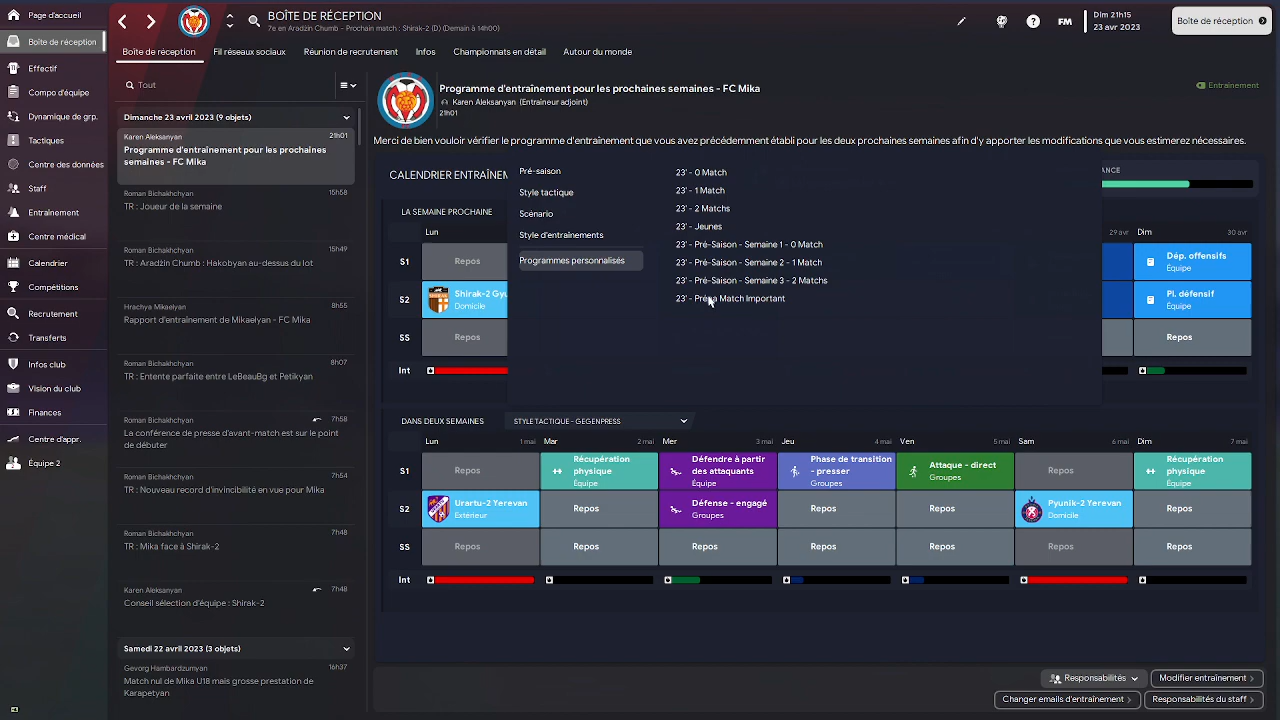 Page d'accueil
Boîte de réception
Effectif
Compo d'équipe
Dynamique de grp.
Tactiques
Centre des données
Staff
Entraînement
Centre médical
Compétitions
Recrutement
Transferts
Infos club
Vision du club
Finances
Centre d'appr.
Équipe 2
BOÎTE DE RÉCEPTION
7e en Aradżin Chumb - Prochain match : Shirak-2 (D) (Demain à 14h00)
FM
Dim 21h15
23 avr 2023
Boîte de réception
Boîte de réception
Fil réseaux sociaux
Réunion de recrutement
Infos
Championnats en détail
Autour du monde
Tout
Dimanche 23 avril 2023 (9 objets)
Karen Aleksanyan
21h01
Programme d'entraînement pour les prochaines
semaines - FC Mika
Roman Bichakhchyan
15h58
TR : Joueur de la semaine
Roman Bichakhchyan
15h49
TR : Aradżin Chumb : Hakobyan au-dessus du lot
Hrachya Mikaelyan
8h08
Rapport d'entraînement de Mikaelyan - FC Mika
Roman Bichakhchyan
8h07
TR : Entente parfaite entre LeBeauBg et Petikyan
Roman Bichakhchyan
7h58
La conférence de presse d'avant-match est sur le point
de débuter
Roman Bichakhchyan
7h54
TR : Nouveau record d'invincibilité en vue pour Mika
Roman Bichakhchyan
7h48
TR : Mika face à Shirak-2
Karen Aleksanyan
7h48
Conseil sélection d'équipe : Shirak-2
Samedi 22 avril 2023 (3 objets)
Gevorg Hambardzumyan
16h37
Match nul de Mika U18 mais grosse prestation de
Karapetyan
Programme d'entraînement pour les prochaines semaines - FC Mika
Karen Aleksanyan (Entraîneur adjoint)
21h01
Entraînement
Merci de bien vouloir vérifier le programme d'entraînement que vous avez précédemment établi pour les deux prochaines semaines afin d'y apporter les modifications que vous estimerez nécessaires.
CALENDRIER ENTRAÎNEM
ANCE
LA SEMAINE PROCHAINE
Lun
29 avr
Dim
30 avr
S1
Repos
Dép. offensifs
Équipe
S2
Shirak-2 Gyu
Domicile
Pl. défensif
Équipe
SS
Repos
Repos
Int
Pré-saison
Style tactique
Scénario
Style d'entraînements
Programmes personnalisés
23' - 0 Match
23' - 1 Match
23' - 2 Matchs
23' - Jeunes
23' - Pré-Saison - Semaine 1 - 0 Match
23' - Pré-Saison - Semaine 2 - 1 Match
23' - Pré-Saison - Semaine 3 - 2 Matchs
23' - Prépa Match Important
DANS DEUX SEMAINES
STYLE TACTIQUE - GEGENPRESS
Lun
1 mai
Mar
2 mai
Mer
3 mai
Jeu
4 mai
Ven
5 mai
Sam
6 mai
Dim
7 mai
S1
Repos
Récupération
physique
Équipe
Défendre à partir
des attaquants
Équipe
Phase de transition
- presser
Groupes
Attaque - direct
Groupes
Repos
Récupération
physique
Équipe
S2
Urartu-2 Yerevan
Extérieur
Repos
Défense - engagé
Groupes
Repos
Repos
Pyunik-2 Yerevan
Domicile
Repos
SS
Repos
Repos
Repos
Repos
Repos
Repos
Repos
Int
Responsabilités
Modifier entraînement
Changer emails d'entraînement
Responsabilités du staff